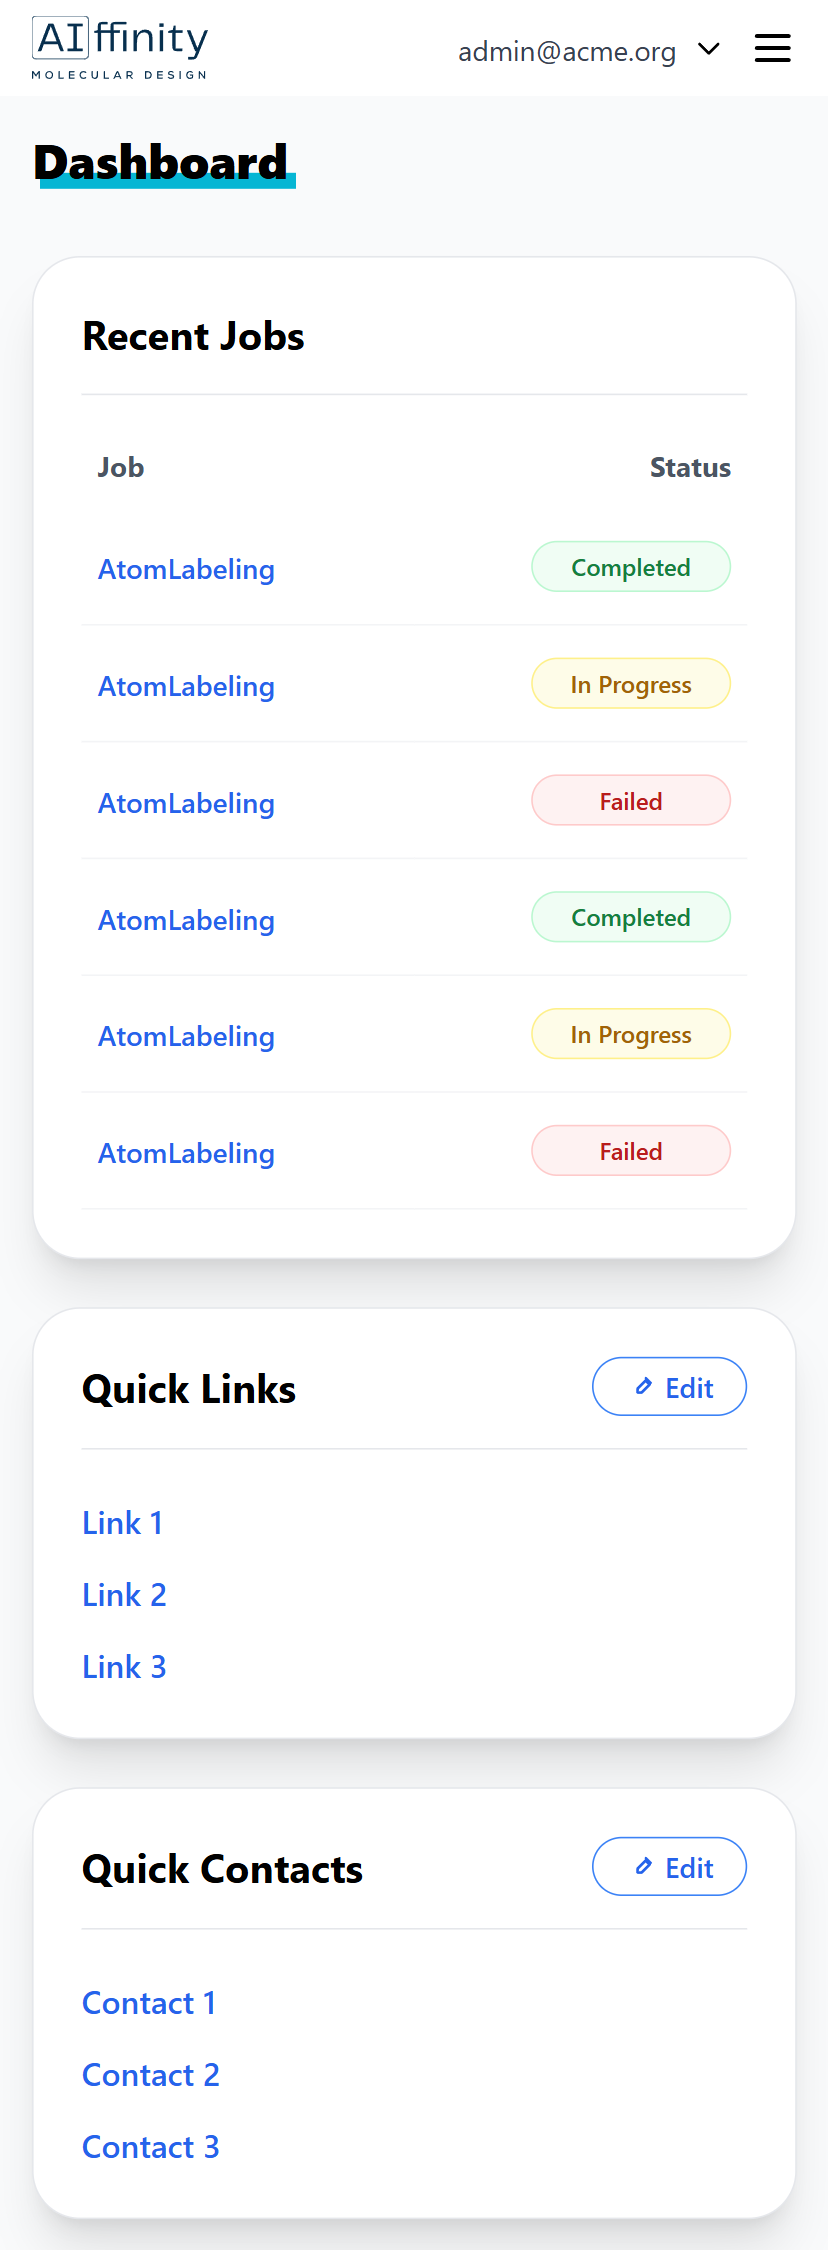 AIffinity
MOLECULAR DESIGN
admin@acme.org
Dashboard
Recent Jobs
Job Status
AtomLabeling Completed
AtomLabeling In Progress
AtomLabeling Failed
AtomLabeling Completed
AtomLabeling In Progress
AtomLabeling Failed
Quick Links Edit
Link 1
Link 2
Link 3
Quick Contacts Edit
Contact 1
Contact 2
Contact 3